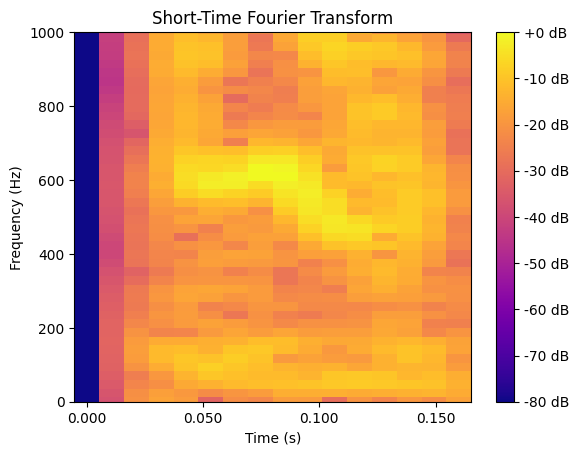 Short-Time Fourier Transform
1000
800
600
400
200
0
Frequency (Hz)
0.000
0.050
0.100
0.150
Time (s)
+0 dB
-10 dB
-20 dB
-30 dB
-40 dB
-50 dB
-60 dB
-70 dB
-80 dB